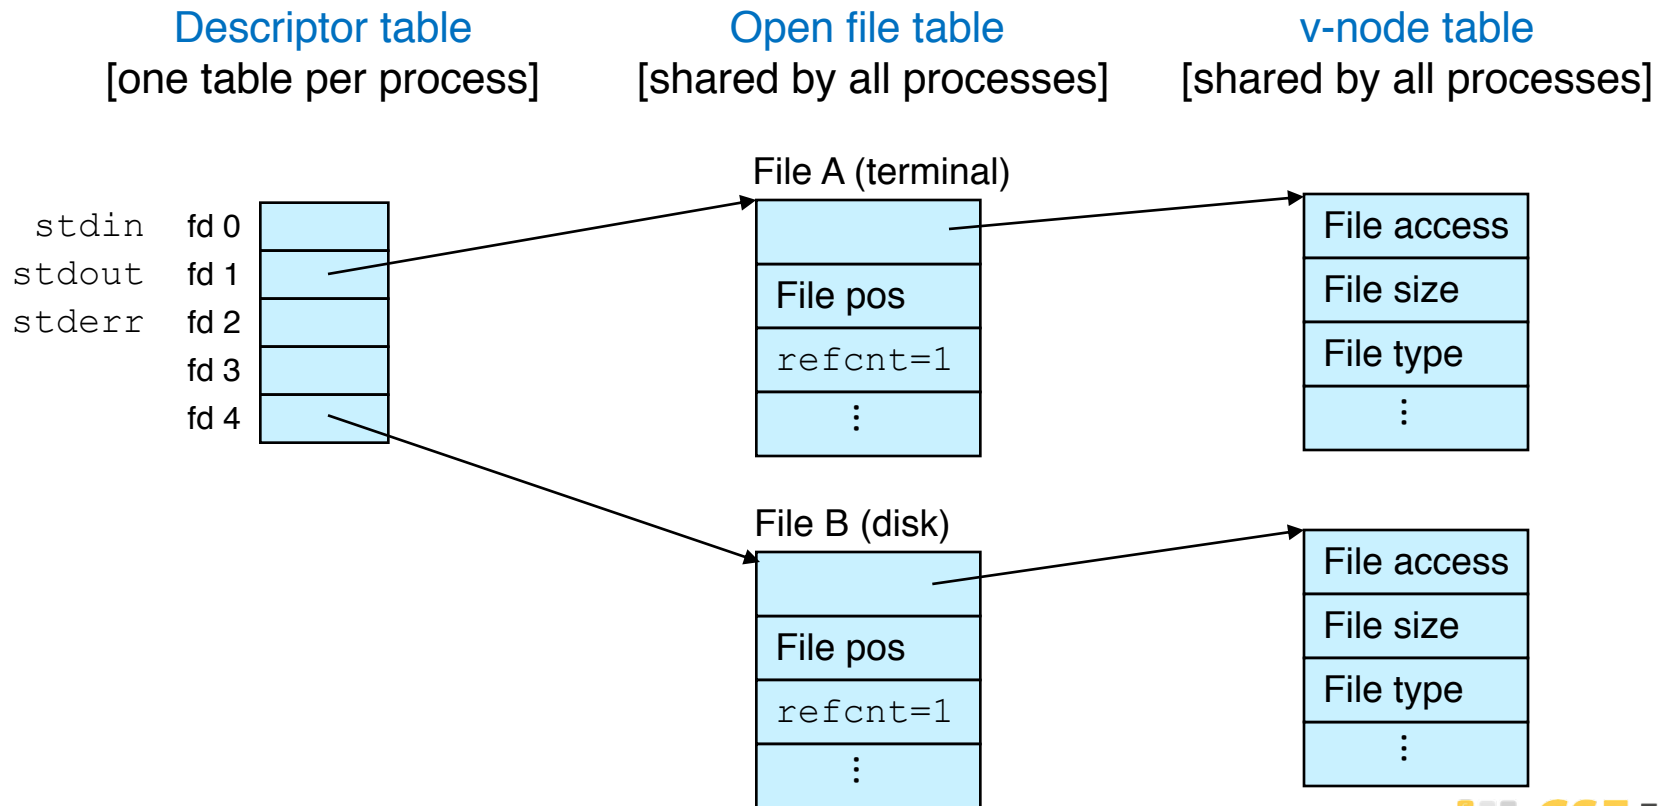 Descriptor table
[one table per process]
Open file table
[shared by all processes]
v-node table
[shared by all processes]
stdin fd 0
stdout fd 1
stderr fd 2
fd 3
fd 4
File A (terminal)
File pos
refcnt=1
⋮
File access
File size
File type
⋮
File B (disk)
File pos
refcnt=1
⋮
File access
File size
File type
⋮